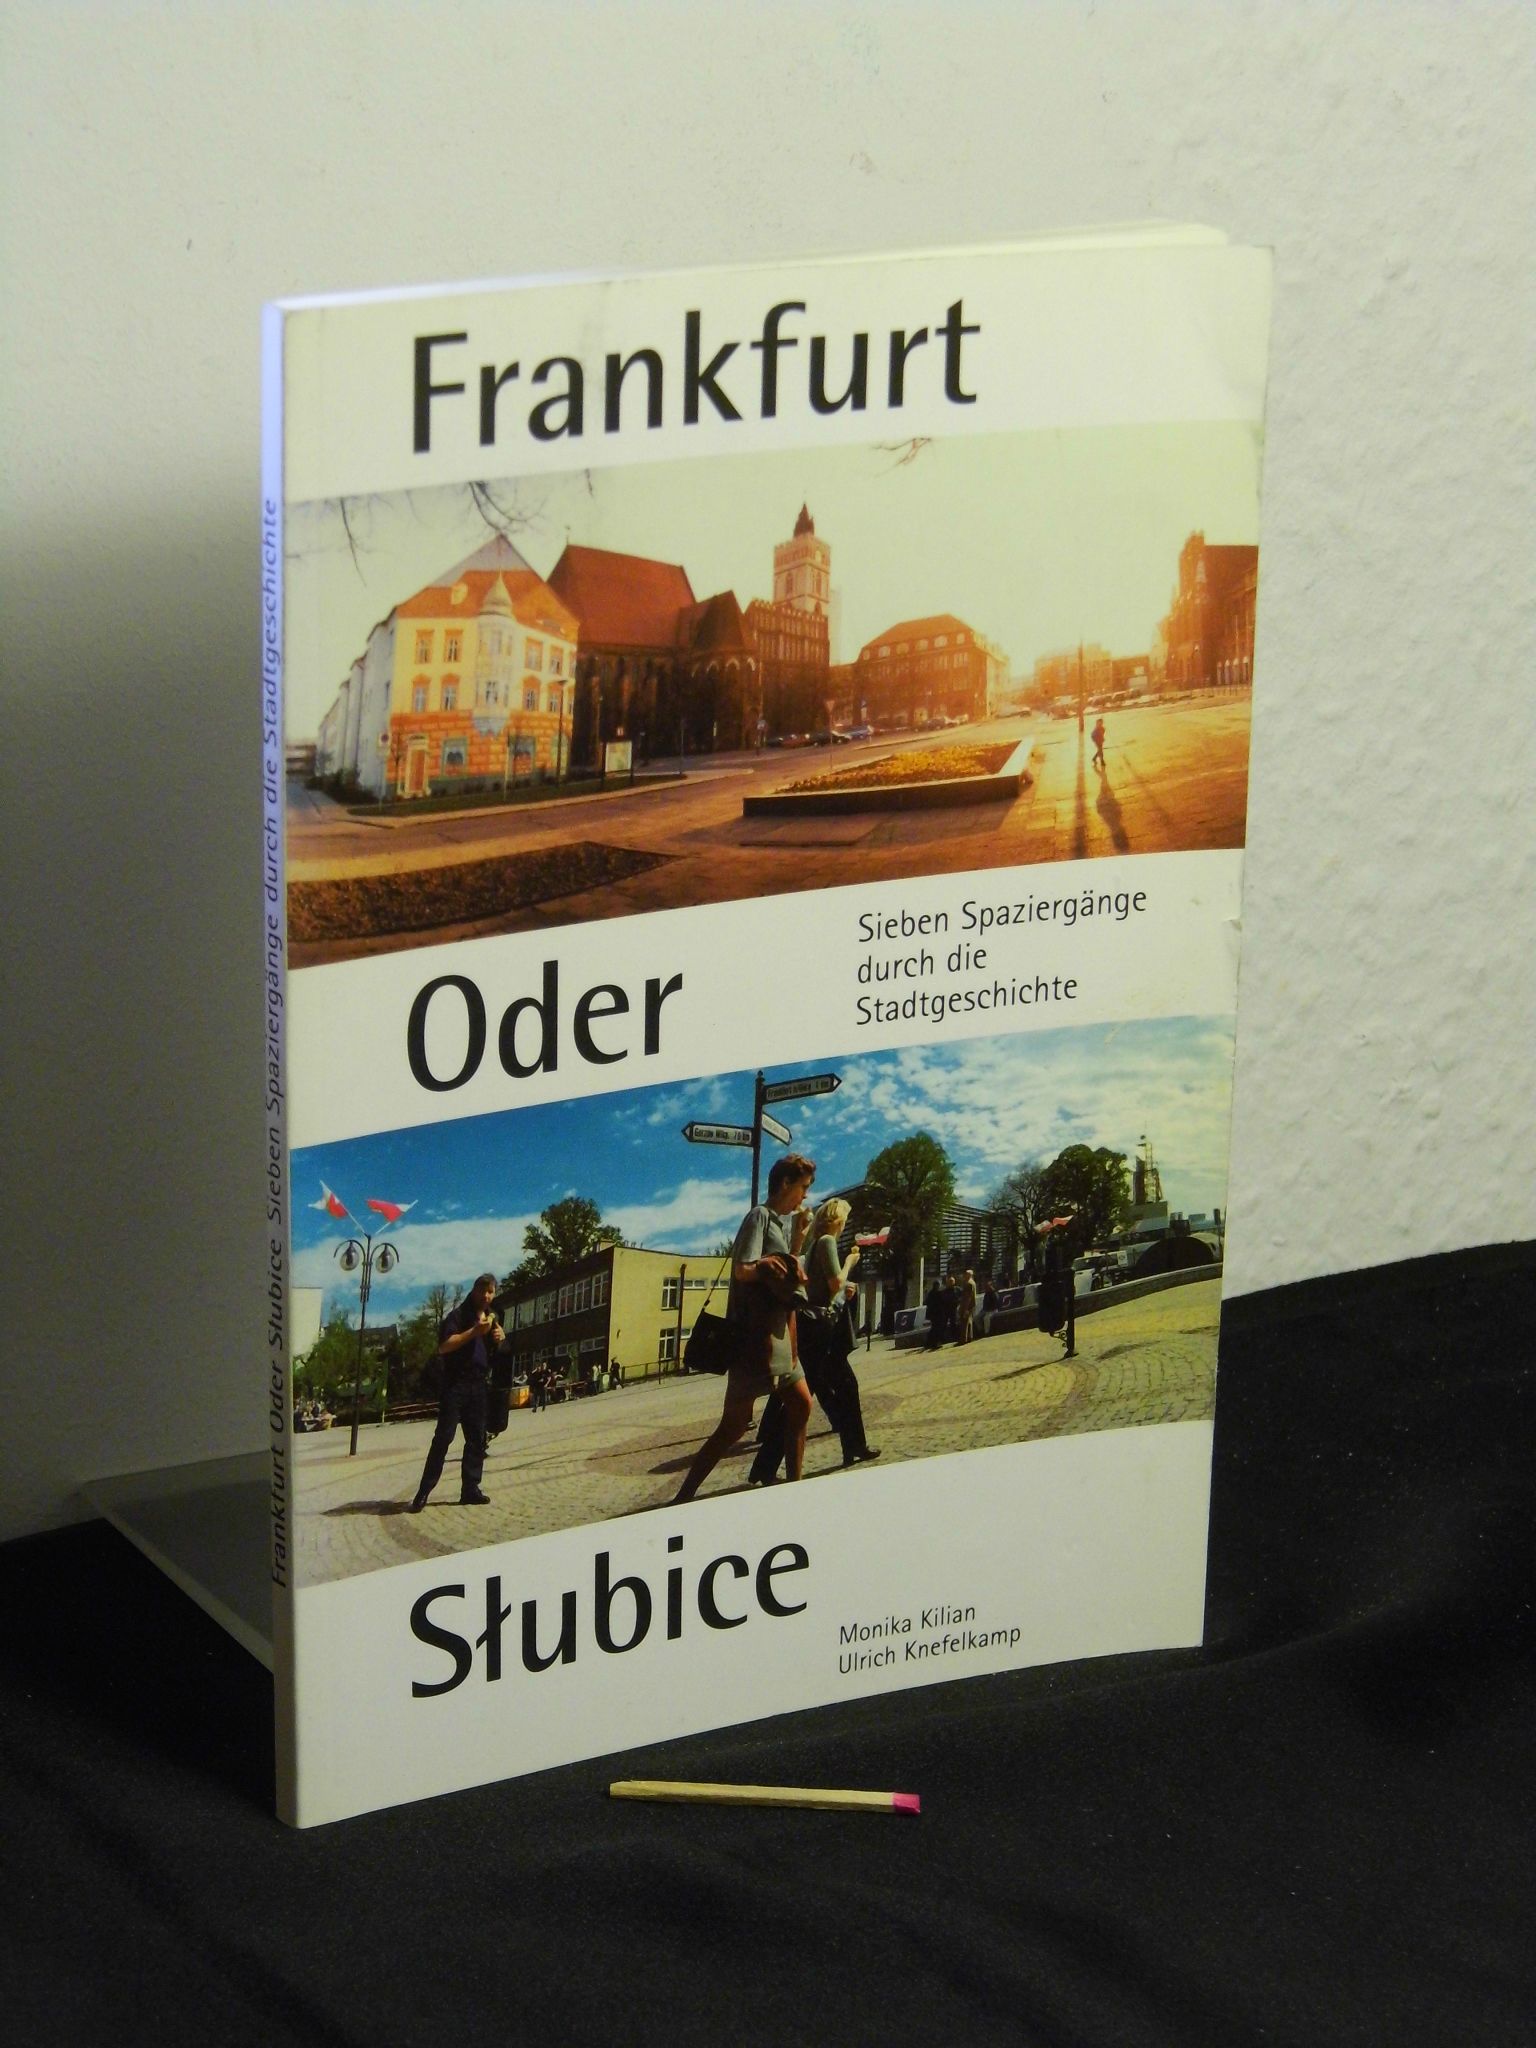 Frankfurt
Oder
Sieben Spaziergänge
durch die
Stadtgeschichte
Słubice
Monika Kilian
Ulrich Knefelkamp
Frankfurt Oder Słubice Sieben Spaziergänge durch die Stadtgeschichte